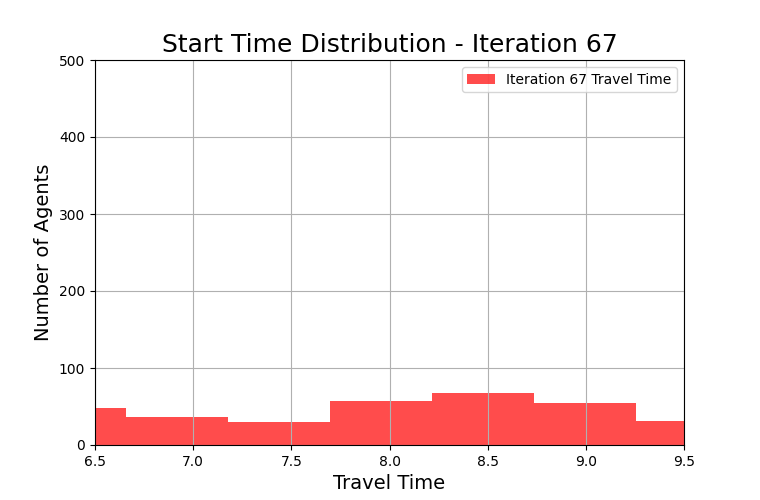 Start Time Distribution - Iteration 67
Iteration 67 Travel Time
Number of Agents
500
400
300
200
100
0
6.5 7.0 7.5 8.0 8.5 9.0 9.5
Travel Time